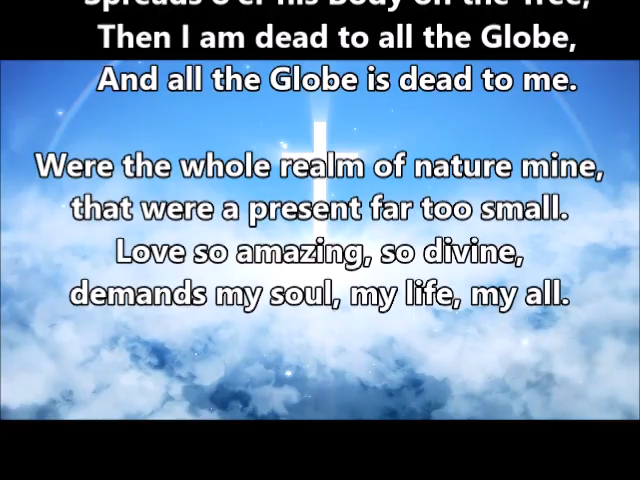 Spreads o'er his Body on the Tree,
Then I am dead to all the Globe,
And all the Globe is dead to me.
Were the whole realm of nature mine,
that were a present far too small.
Love so amazing, so divine,
demands my soul, my life, my all.